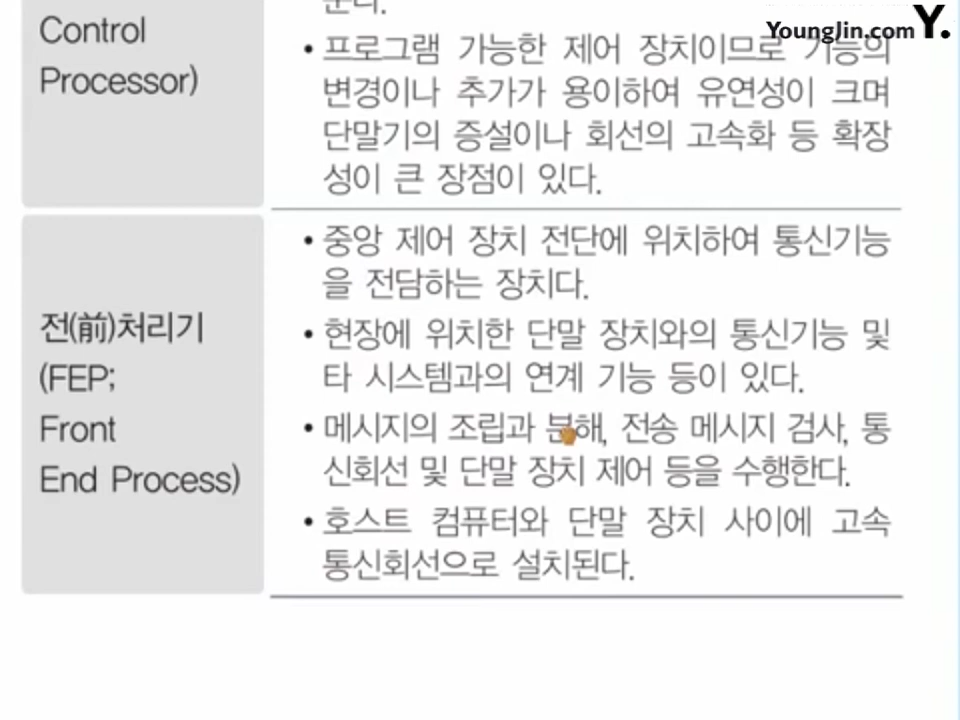 Younglin.com Y.
Control
Processor)
둔다.
• 프로그램 가능한 제어 장치이므로 기능의
변경이나 추가가 용이하여 유연성이 크며
단말기의 증설이나 회선의 고속화 등 확장
성이 큰 장점이 있다.
전(前)처리기
(FEP;
Front
End Process)
• 중앙 제어 장치 전단에 위치하여 통신기능
을 전담하는 장치다.
• 현장에 위치한 단말 장치와의 통신기능 및
타 시스템과의 연계 기능 등이 있다.
• 메시지의 조립과 분해, 전송 메시지 검사, 통
신회선 및 단말 장치 제어 등을 수행한다.
• 호스트 컴퓨터와 단말 장치 사이에 고속
통신회선으로 설치된다.